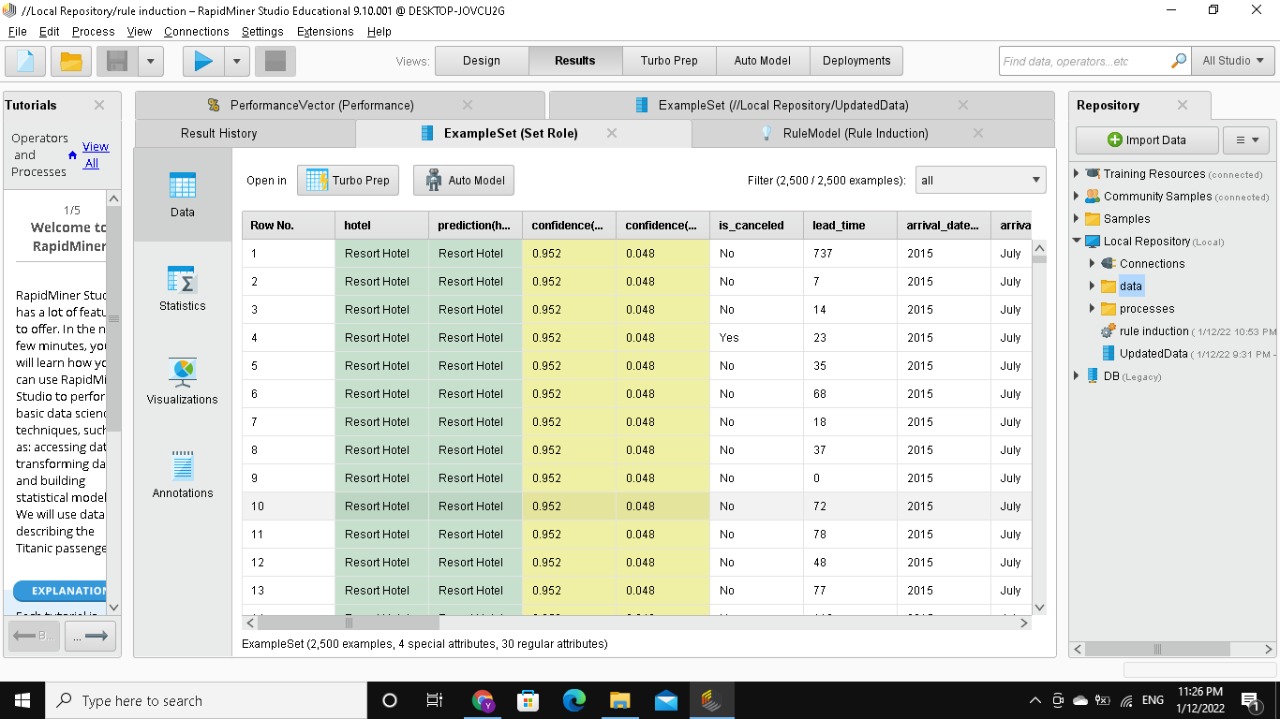 //Local Repository/rule induction – RapidMiner Studio Educational 9.10.001 @ DESKTOP-JOVCU2G
File Edit Process View Connections Settings Extensions Help
Views: Design Results Turbo Prep Auto Model Deployments Find data, operators...etc All Studio
Tutorials
Operators and Processes
View All
1/5
Welcome to
RapidMiner
RapidMiner Stud
has a lot of featu
to offer. In the n
few minutes, you
will learn how yo
can use RapidMi
Studio to perfor
basic data scienc
techniques, such
as: accessing dat
transforming da
and building
statistical model
We will use data
describing the
Titanic passenge
EXPLANATION
Each tutorial is
B...
...
PerformanceVector (Performance) ExampleSet (//Local Repository/UpdatedData)
Result History ExampleSet (Set Role) RuleModel (Rule Induction)
Data
Statistics
Visualizations
Annotations
Open in Turbo Prep Auto Model Filter (2,500 / 2,500 examples): all
Row No. hotel prediction(h... confidence(... confidence(... is_canceled lead_time arrival_date... arriva
1 Resort Hotel Resort Hotel 0.952 0.048 No 737 2015 July
2 Resort Hotel Resort Hotel 0.952 0.048 No 7 2015 July
3 Resort Hotel Resort Hotel 0.952 0.048 No 14 2015 July
4 Resort Hotel Resort Hotel 0.952 0.048 Yes 23 2015 July
5 Resort Hotel Resort Hotel 0.952 0.048 No 35 2015 July
6 Resort Hotel Resort Hotel 0.952 0.048 No 68 2015 July
7 Resort Hotel Resort Hotel 0.952 0.048 No 18 2015 July
8 Resort Hotel Resort Hotel 0.952 0.048 No 37 2015 July
9 Resort Hotel Resort Hotel 0.952 0.048 No 0 2015 July
10 Resort Hotel Resort Hotel 0.952 0.048 No 72 2015 July
11 Resort Hotel Resort Hotel 0.952 0.048 No 78 2015 July
12 Resort Hotel Resort Hotel 0.952 0.048 No 48 2015 July
13 Resort Hotel Resort Hotel 0.952 0.048 No 77 2015 July
ExampleSet (2,500 examples, 4 special attributes, 30 regular attributes)
Repository
Import Data
Training Resources (connected)
Community Samples (connected)
Samples
Local Repository (Local)
Connections
data
processes
rule induction ( 1/12/22 10:53 PM
UpdatedData ( 1/12/22 9:31 PM -
DB (Legacy)
Type here to search
ENG
11:26 PM
1/12/2022
1